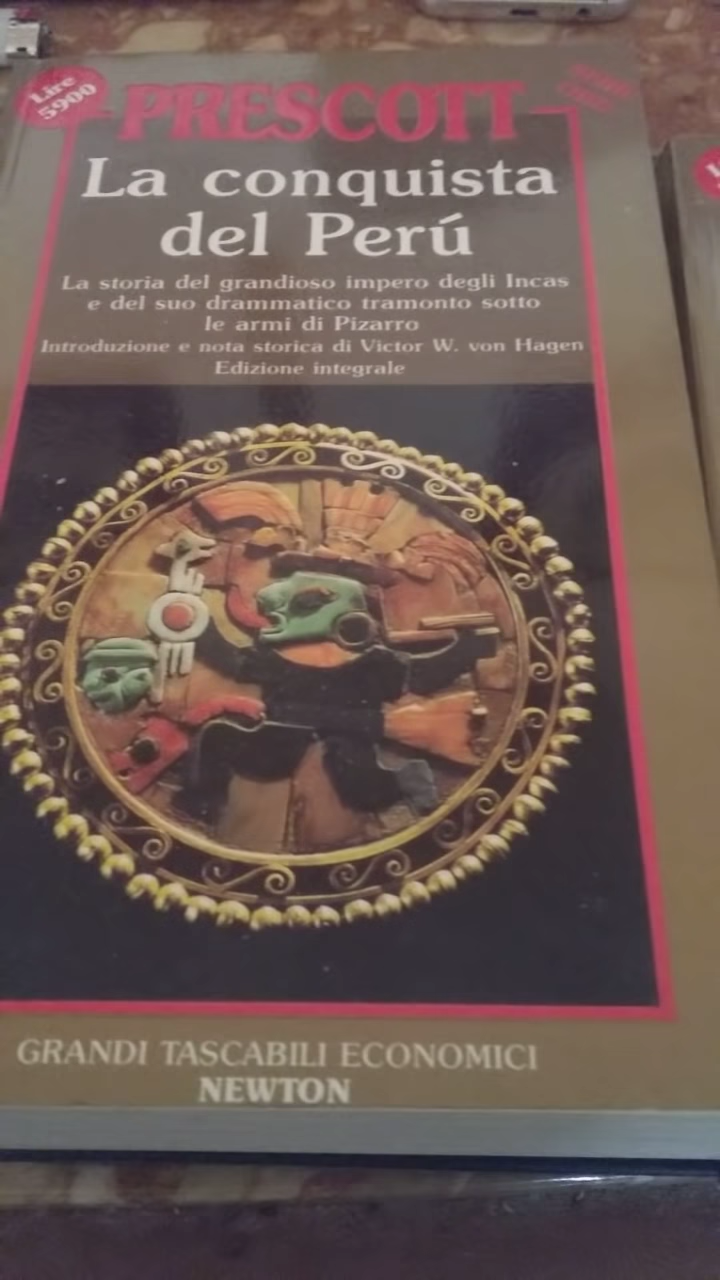 Lire
5900
PRESCOTT
La conquista
del Perú
La storia del grandioso impero degli Incas
e del suo drammatico tramonto sotto
le armi di Pizarro
Introduzione e nota storica di Victor W. von Hagen
Edizione integrale
GRANDI TASCABILI ECONOMICI
NEWTON